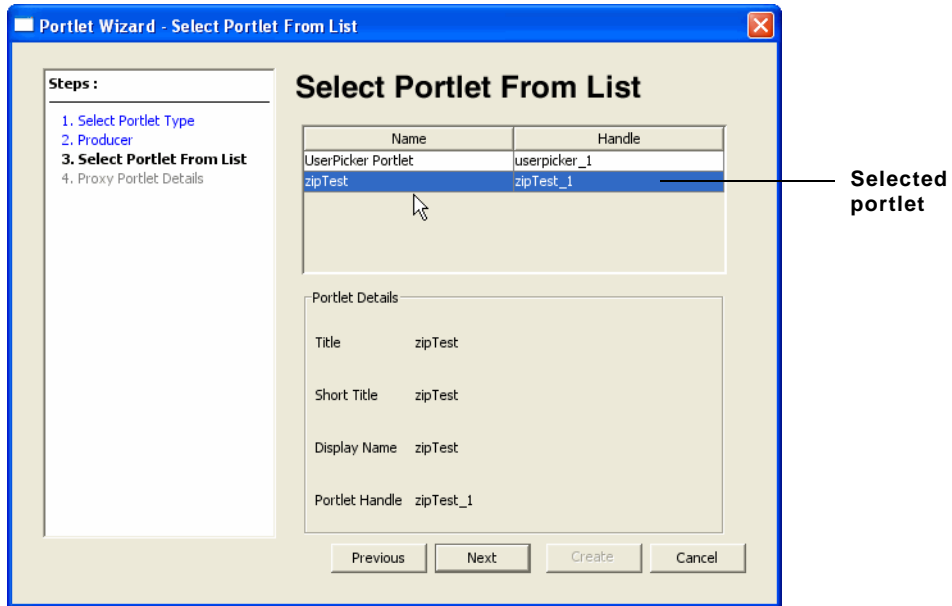 Portlet Wizard - Select Portlet From List
Steps :
1. Select Portlet Type
2. Producer
3. Select Portlet From List
4. Proxy Portlet Details
Select Portlet From List
Name Handle
UserPicker Portlet userpicker_1
zipTest zipTest_1
Selected
portlet
Portlet Details
Title zipTest
Short Title zipTest
Display Name zipTest
Portlet Handle zipTest_1
Previous Next Create Cancel